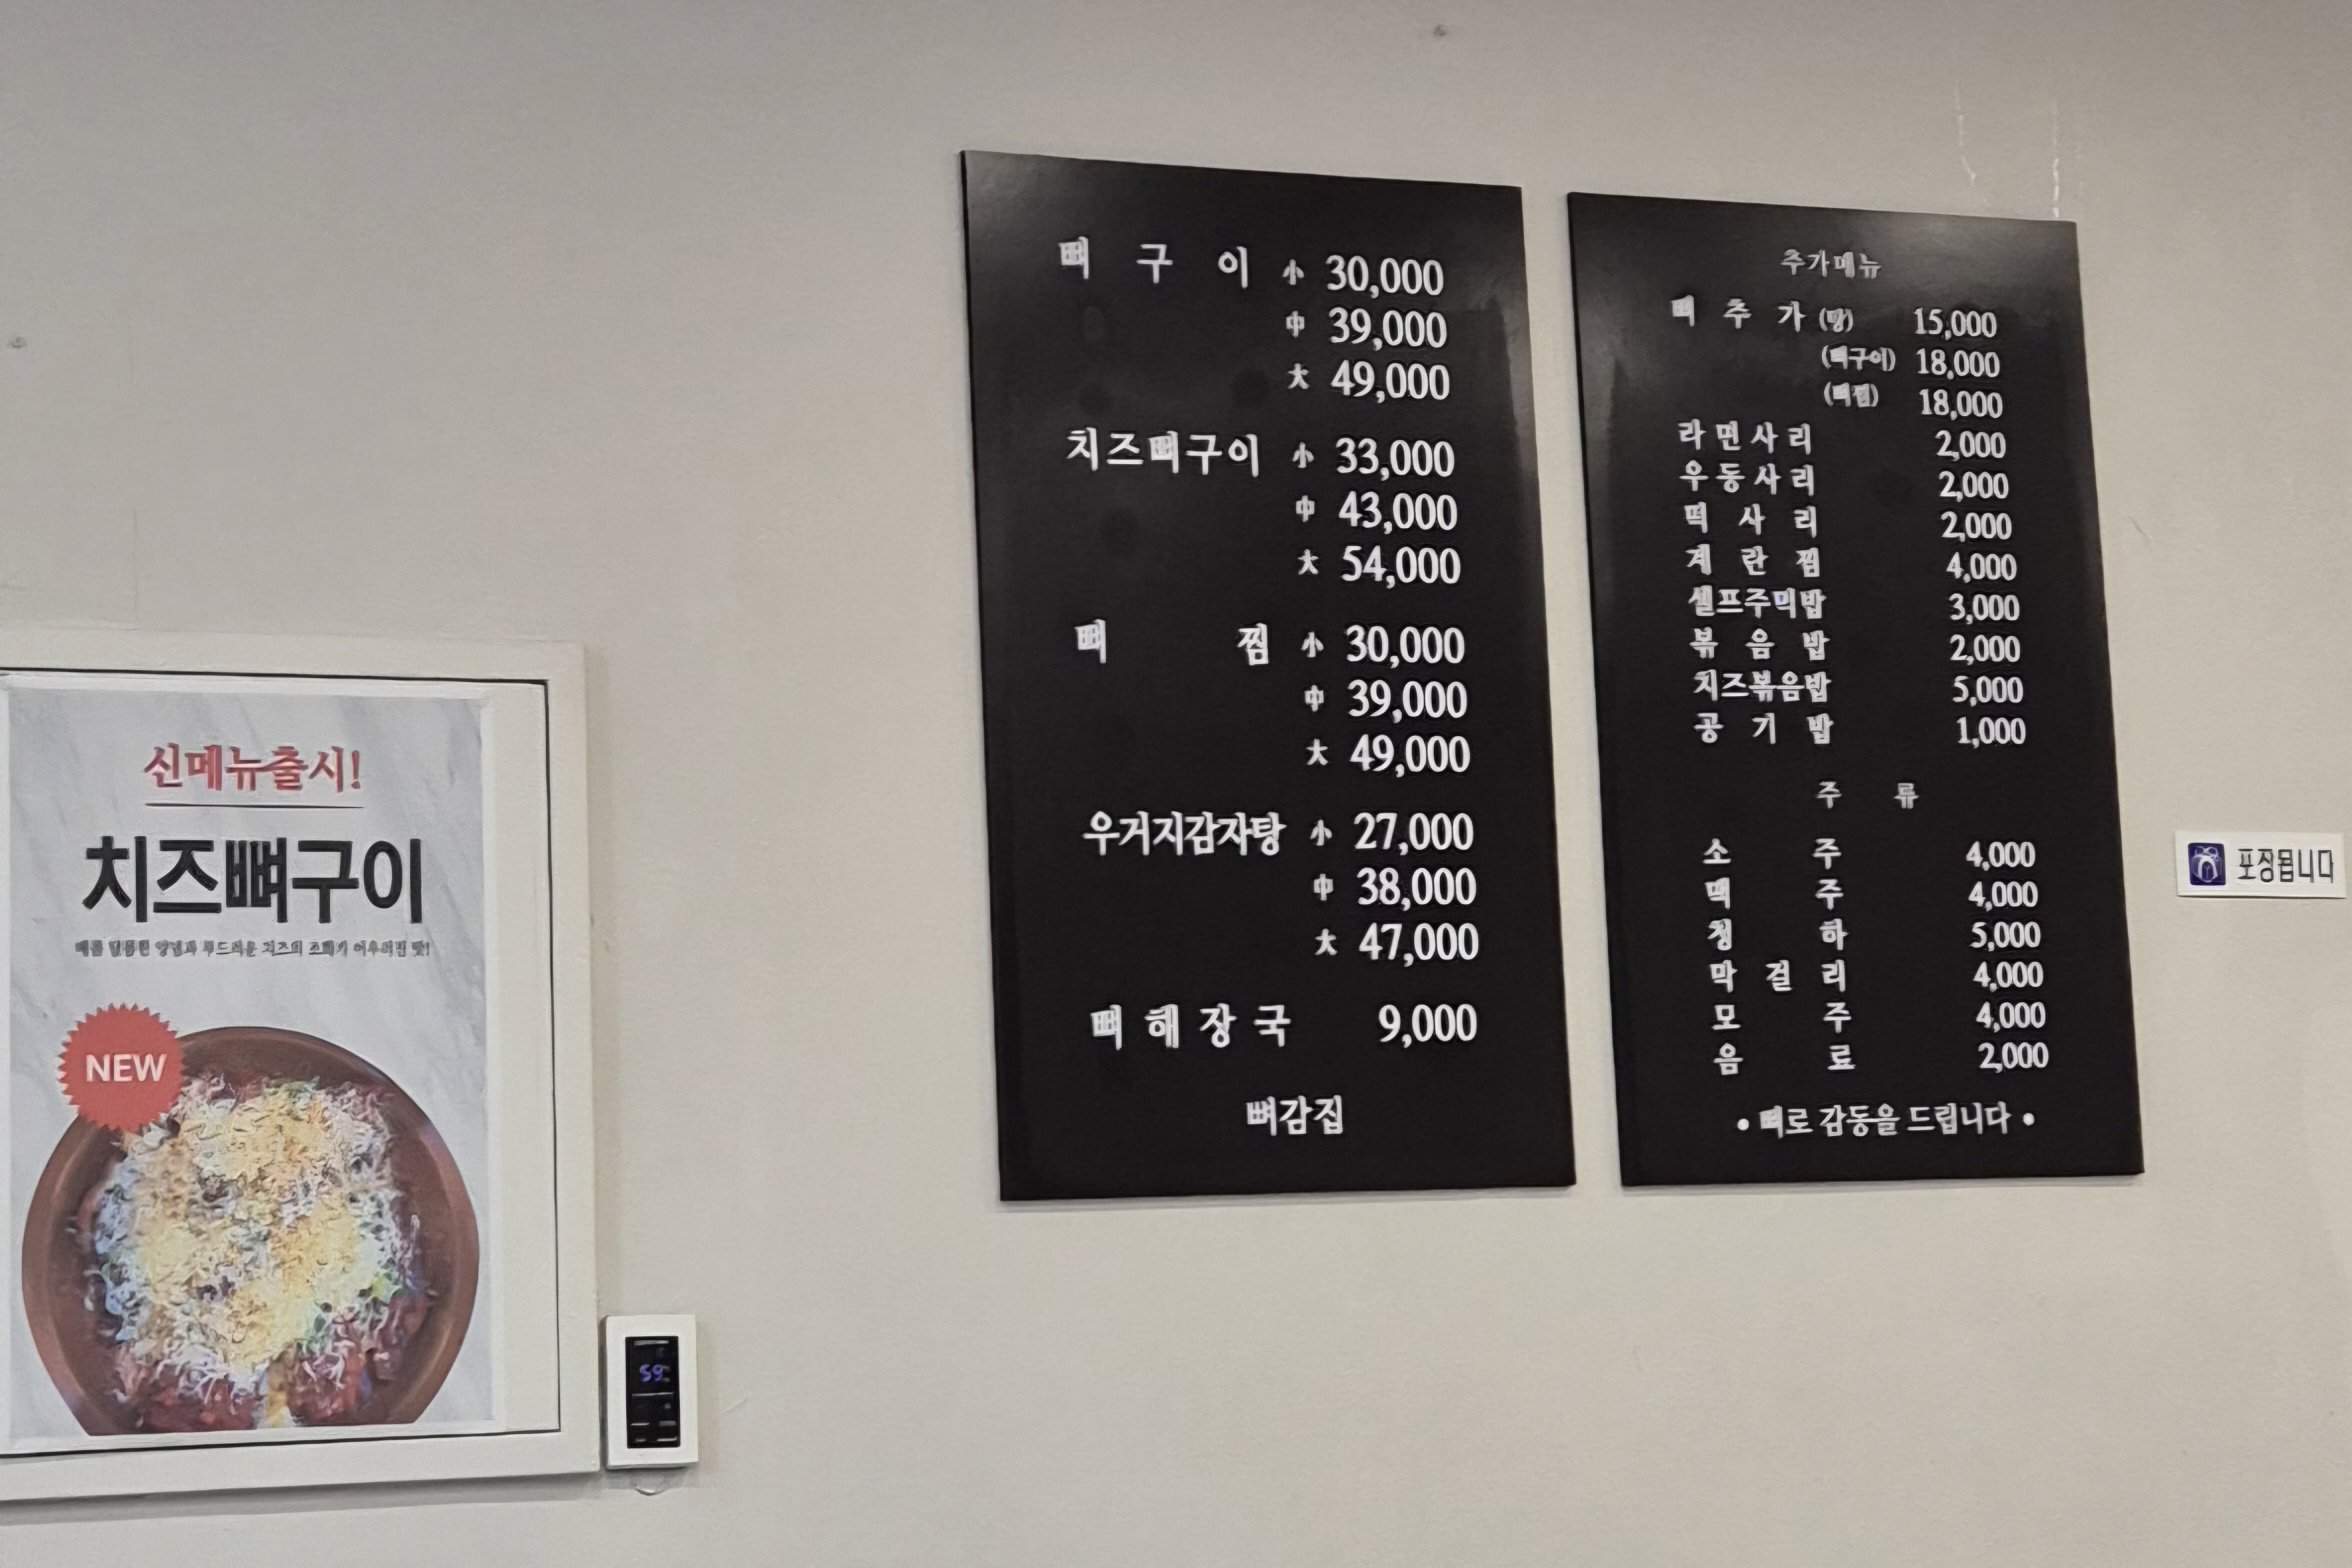 신메뉴출시!
치즈뼈구이
NEW
뼈구이 小 30,000
中 39,000
大 49,000
치즈뼈구이 小 33,000
中 43,000
大 54,000
뼈찜 小 30,000
中 39,000
大 49,000
우거지감자탕 小 27,000
中 38,000
大 47,000
뼈해장국 9,000
뼈감집
추가메뉴
뼈추가 (탕) 15,000
(뼈구이) 18,000
(뼈찜) 18,000
라면사리 2,000
우동사리 2,000
떡사리 2,000
계란찜 4,000
셀프주먹밥 3,000
볶음밥 2,000
치즈볶음밥 5,000
공기밥 1,000
주류
소주 4,000
맥주 4,000
청하 5,000
막걸리 4,000
모주 4,000
음료 2,000
• 뼈로 감동을 드립니다 •
포장됩니다